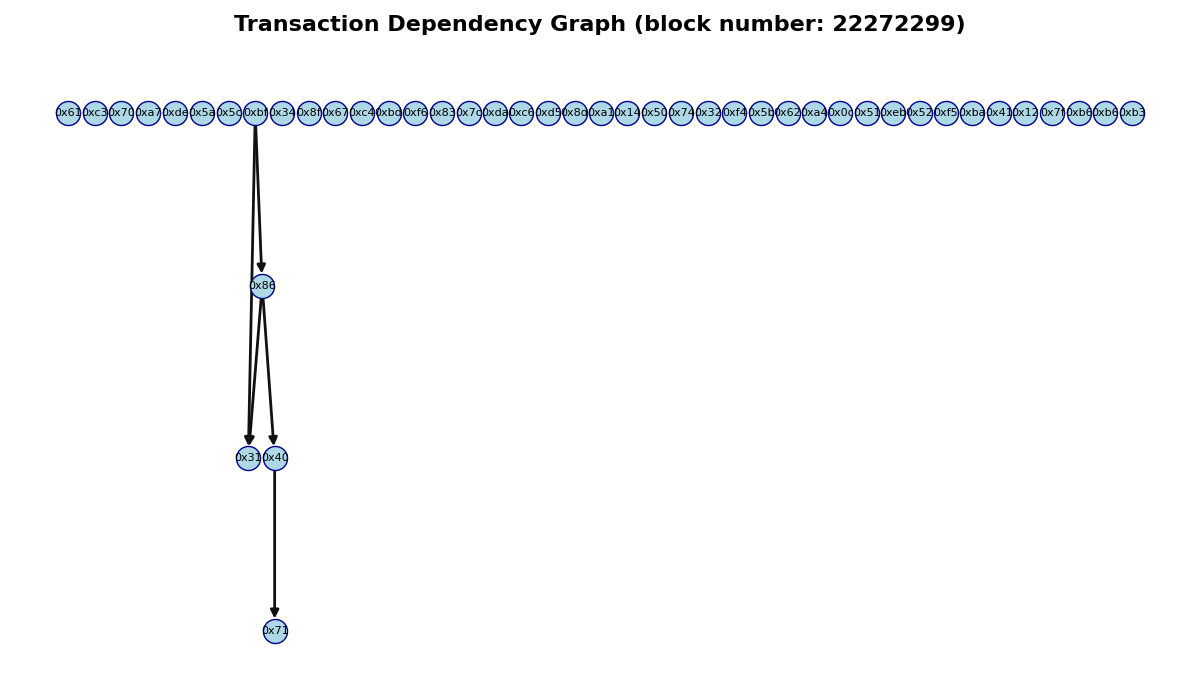 Transaction Dependency Graph (block number: 22272299)
0x61 0xc3 0x70 0xa7 0xde 0x5a 0x5c 0xbf 0x34 0x8f 0x67 0xc4 0xbd 0xf6 0x83 0x7c 0xda 0xc6 0xd5 0x8d 0xa1 0x14 0x50 0x74 0x32 0xf4 0x5b 0x62 0xa4 0x0c 0x51 0xeb 0x52 0xf5 0xba 0x41 0x12 0x7f 0xb6 0xb6 0xb3
0x86
0x31 0x40
0x71